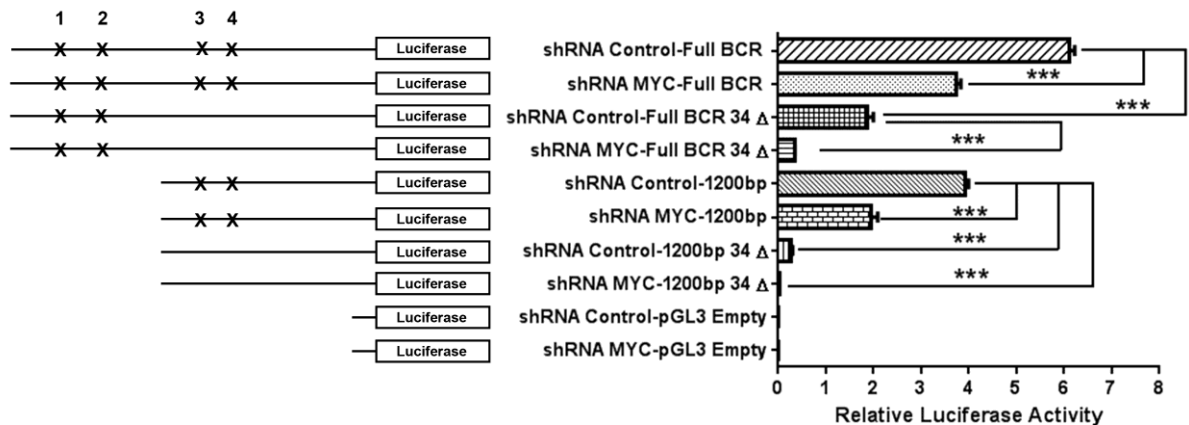 1 2 3 4
X X X X Luciferase shRNA Control-Full BCR
X X X X Luciferase shRNA MYC-Full BCR ***
X X Luciferase shRNA Control-Full BCR 34 Δ ***
X X Luciferase shRNA MYC-Full BCR 34 Δ ***
X X Luciferase shRNA Control-1200bp
X X Luciferase shRNA MYC-1200bp ***
Luciferase shRNA Control-1200bp 34 Δ ***
Luciferase shRNA MYC-1200bp 34 Δ ***
Luciferase shRNA Control-pGL3 Empty
Luciferase shRNA MYC-pGL3 Empty
0 1 2 3 4 5 6 7 8
Relative Luciferase Activity